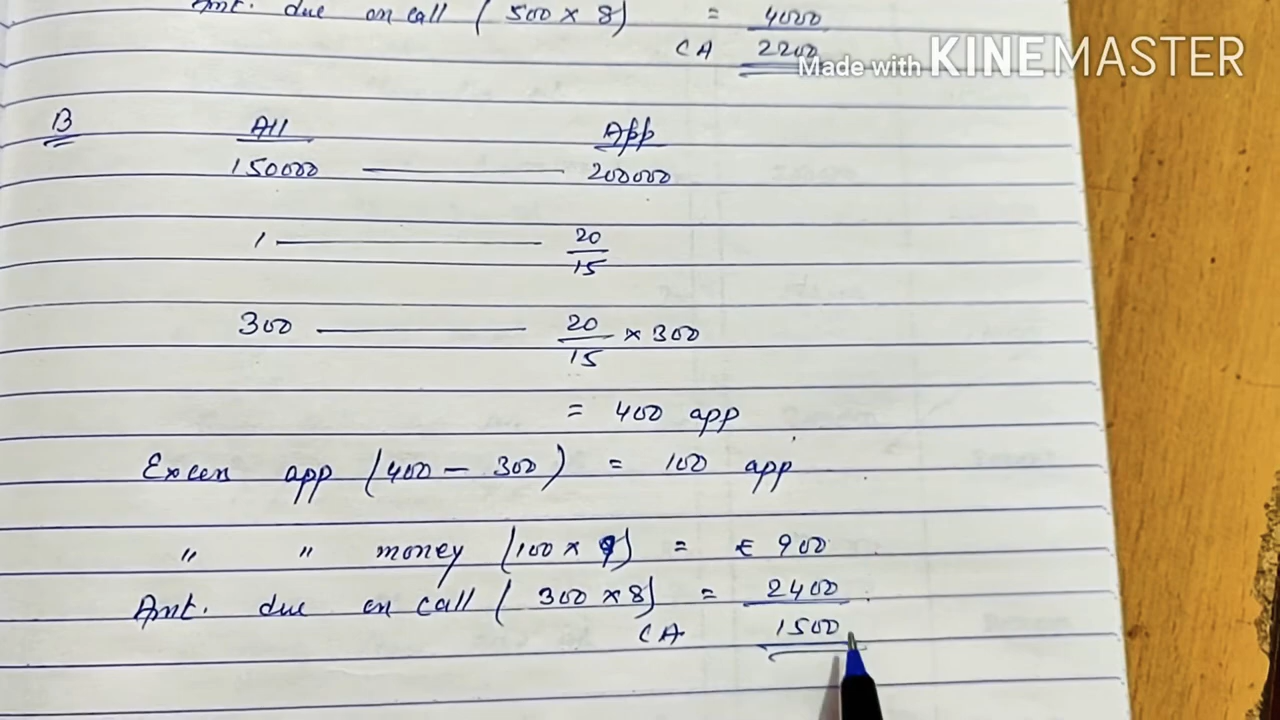 Amt. due on call ( 500 × 8) = 4000
CA 2200
Made with KINEMASTER
B All App
150000 200000
1 20/15
300 20/15 × 300
= 400 app
Excess app (400 - 300) = 100 app
" " money (100 × 9) = 900
Amt. due on call ( 300 × 8) = 2400
CA 1500